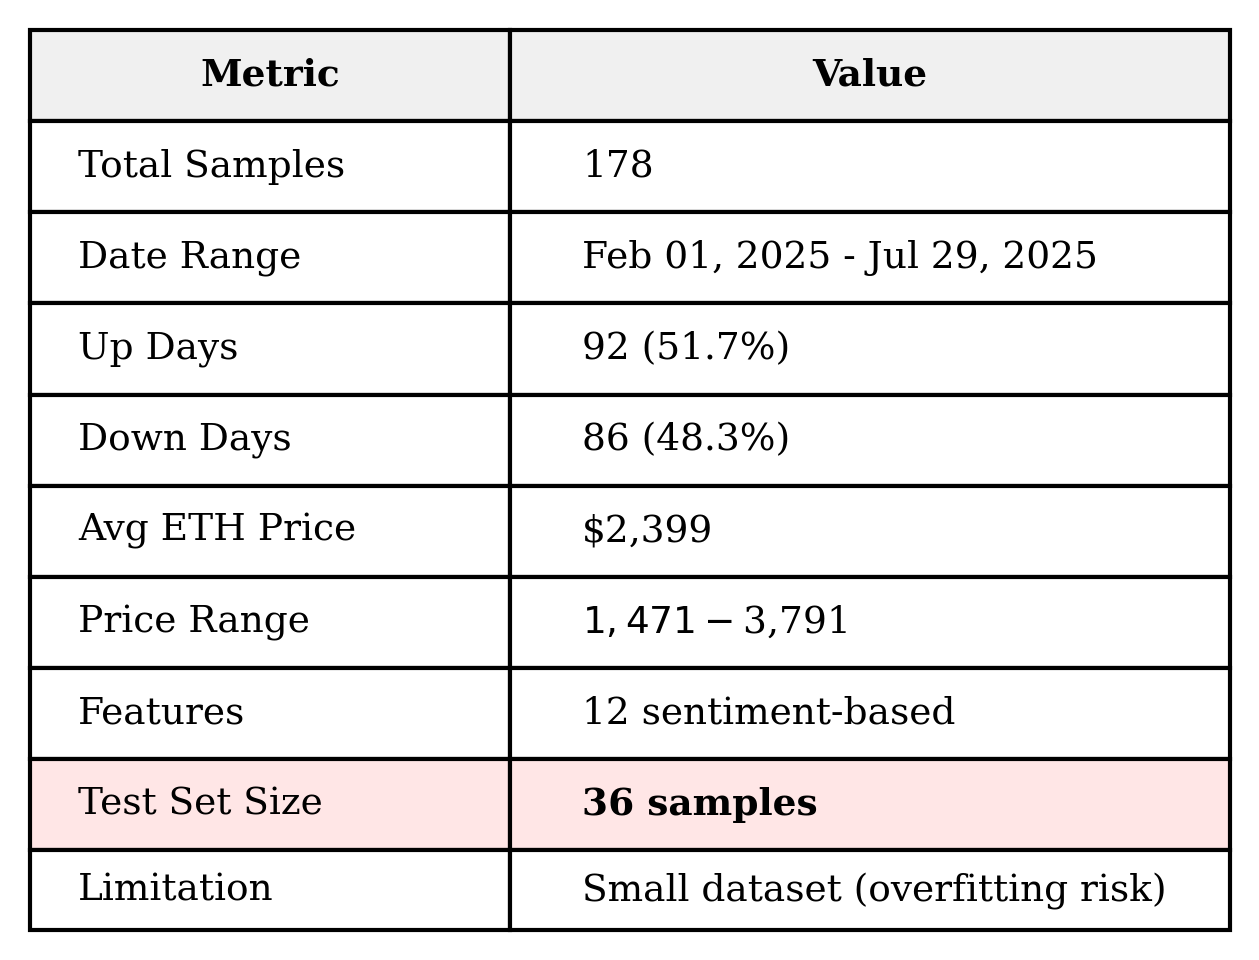 Metric Value
Total Samples 178
Date Range Feb 01, 2025 - Jul 29, 2025
Up Days 92 (51.7%)
Down Days 86 (48.3%)
Avg ETH Price $2,399
Price Range 1, 471 − 3,791
Features 12 sentiment-based
Test Set Size 36 samples
Limitation Small dataset (overfitting risk)